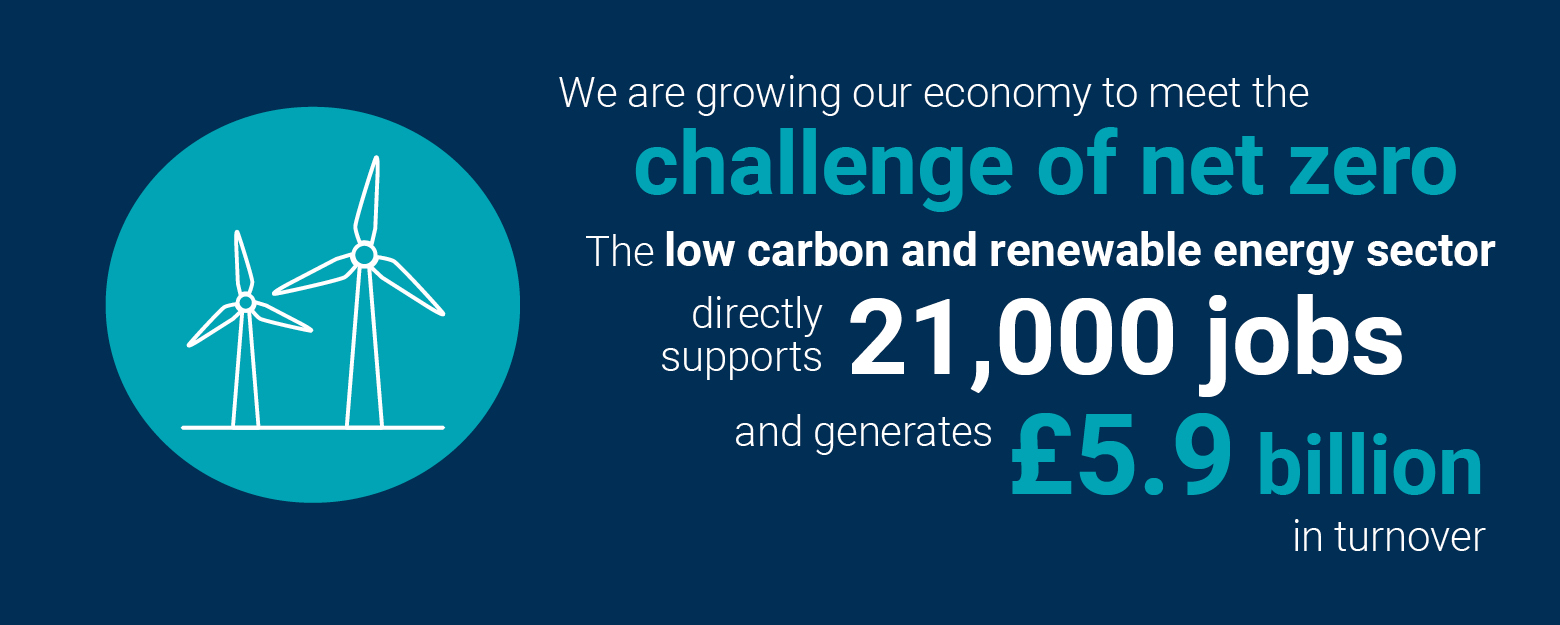 We are growing our economy to meet the
challenge of net zero
The low carbon and renewable energy sector
directly
supports 21,000 jobs
and generates £5.9 billion
in turnover